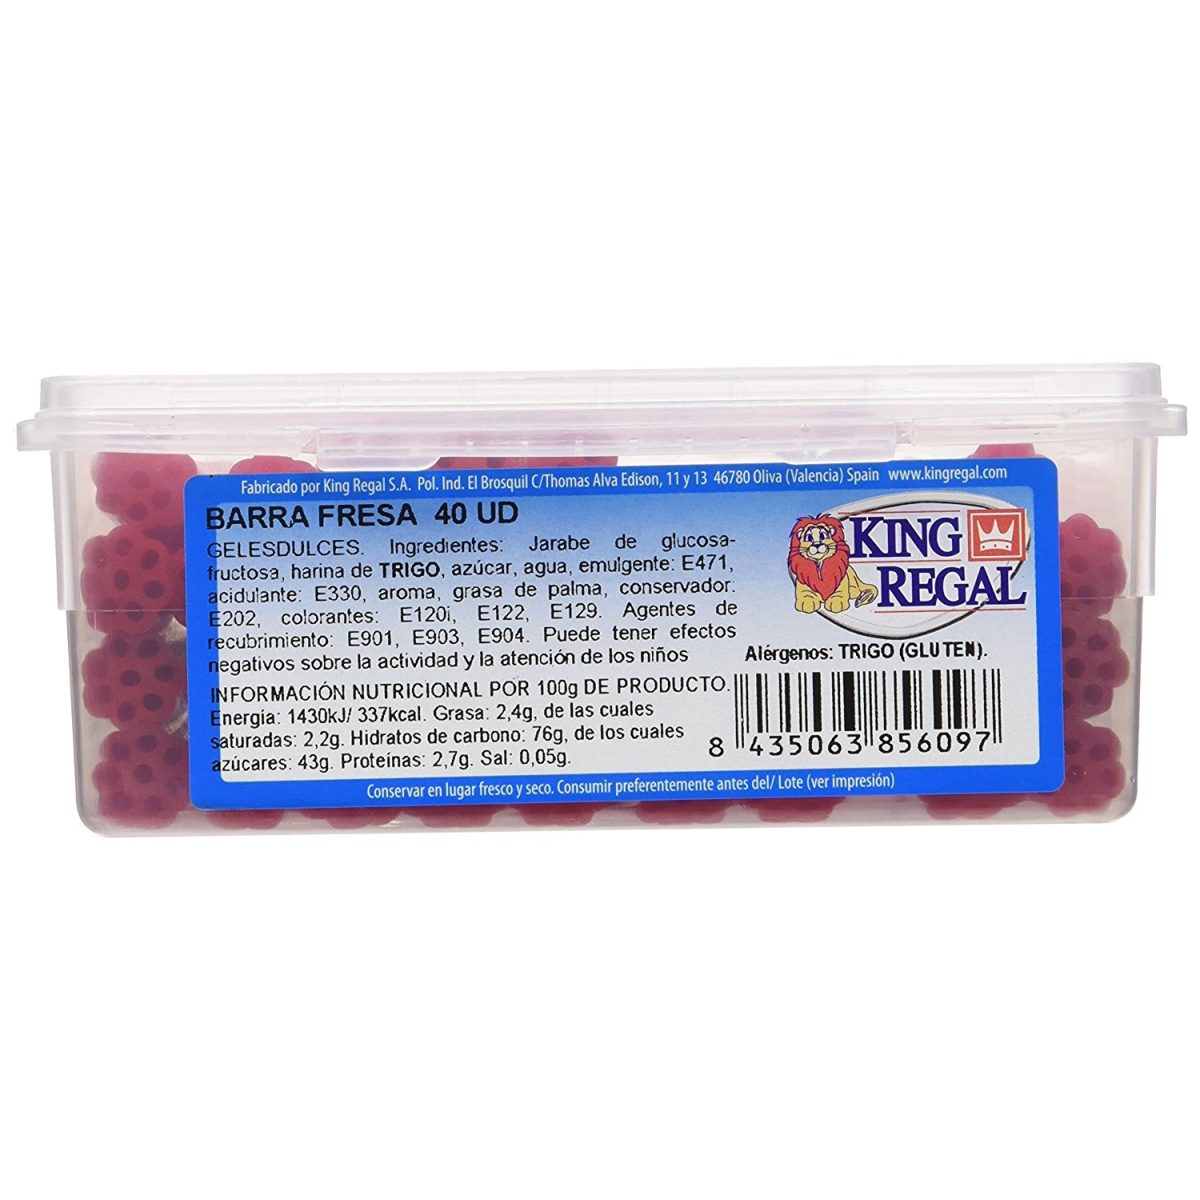 Fabricado por King Regal S.A. Pol. Ind. El Brosquil C/Thomas Alva Edison, 11 y 13 46780 Oliva (Valencia) Spain www.kingregal.com
BARRA FRESA 40 UD
GELESDULCES. Ingredientes: Jarabe de glucosa-
fructosa, harina de TRIGO, azúcar, agua, emulgente: E471,
acidulante: E330, aroma, grasa de palma, conservador.
E202, colorantes: E120i, E122, E129. Agentes de
recubrimiento: E901, E903, E904. Puede tener efectos
negativos sobre la actividad y la atención de los niños
INFORMACIÓN NUTRICIONAL POR 100g DE PRODUCTO.
Energia: 1430kJ/ 337kcal. Grasa: 2,4g, de las cuales
saturadas: 2,2g. Hidratos de carbono: 76g, de los cuales
azúcares: 43g. Proteínas: 2,7g. Sal: 0,05g.
KING
REGAL
Alérgenos: TRIGO (GLUTEN).
8 435063 856097
Conservar en lugar fresco y seco. Consumir preferentemente antes del/ Lote (ver impresión)